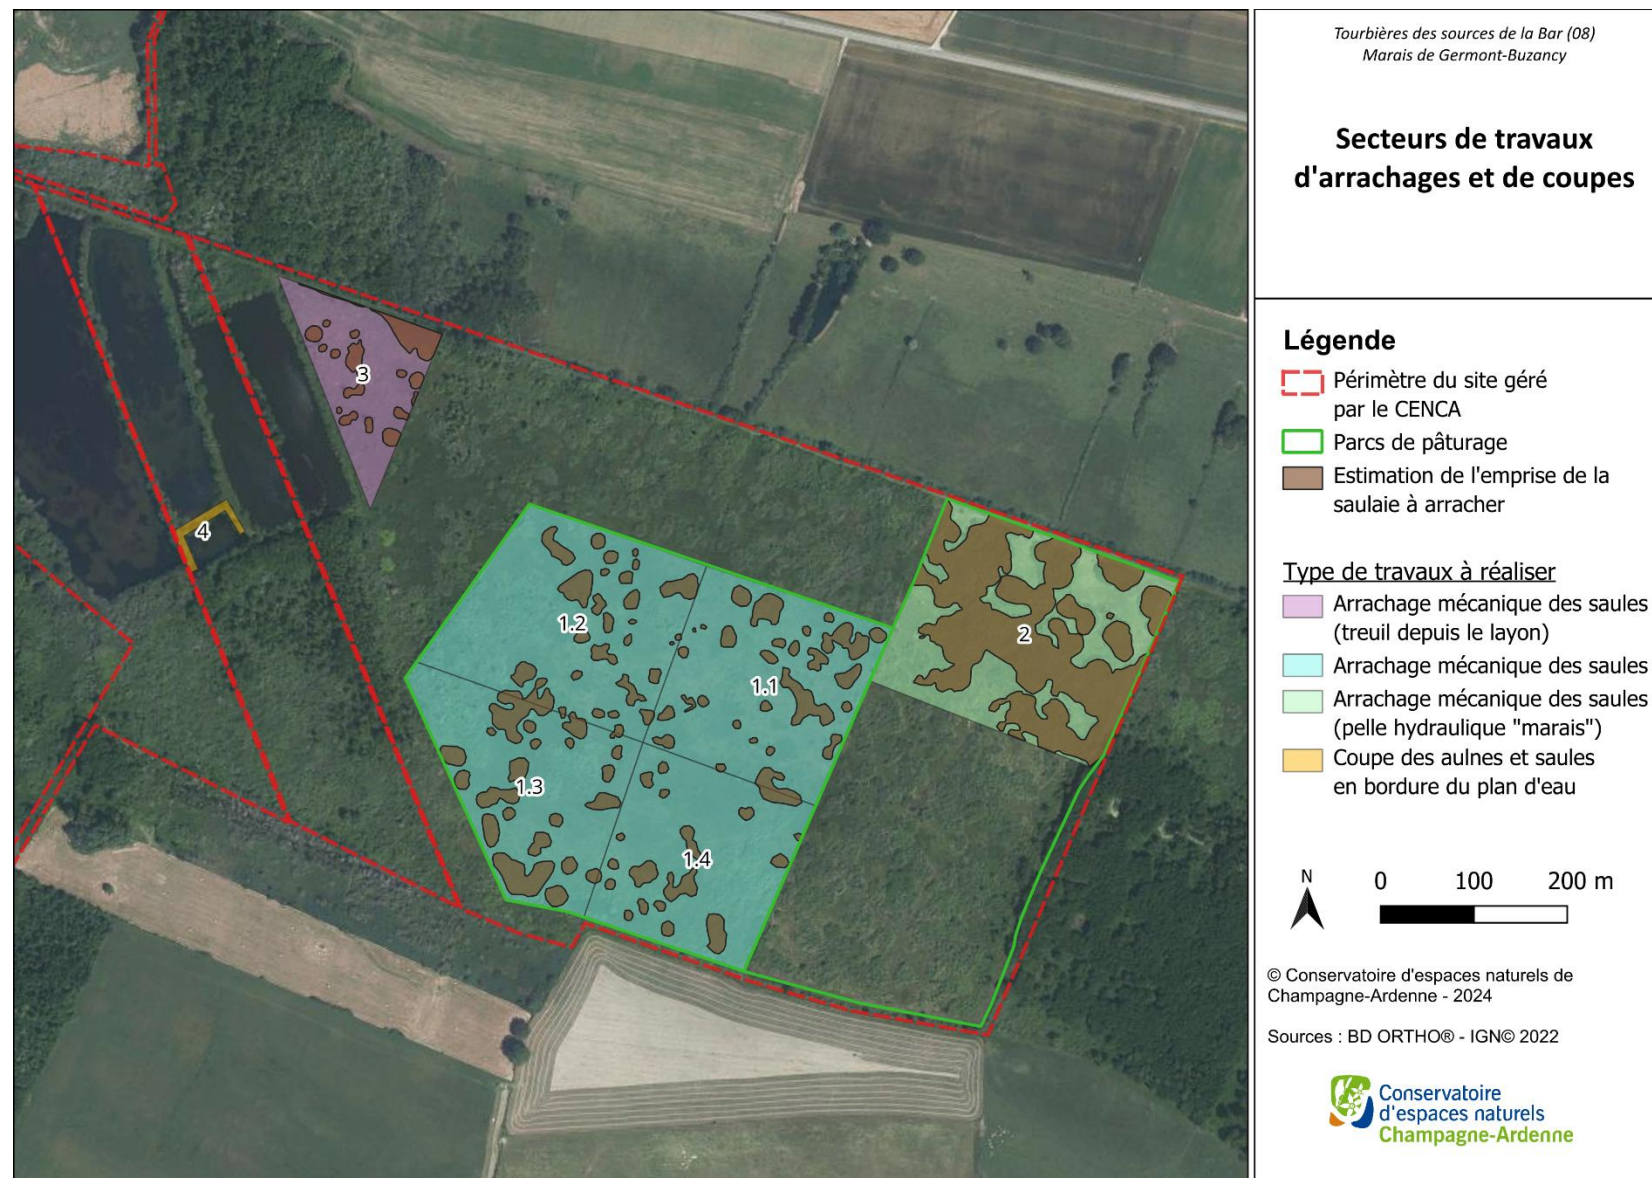 Tourbières des sources de la Bar (08)
Marais de Germont-Buzancy
Secteurs de travaux
d'arrachages et de coupes
Légende
Périmètre du site géré
par le CENCA
Parcs de pâturage
Estimation de l'emprise de la
saulaie à arracher
Type de travaux à réaliser
Arrachage mécanique des saules
(treuil depuis le layon)
Arrachage mécanique des saules
Arrachage mécanique des saules
(pelle hydraulique "marais")
Coupe des aulnes et saules
en bordure du plan d'eau
N
0 100 200 m
© Conservatoire d'espaces naturels de
Champagne-Ardenne - 2024
Sources : BD ORTHO® - IGN© 2022
Conservatoire
d'espaces naturels
Champagne-Ardenne
3
4
1.2
2
1.1
1.3
1.4